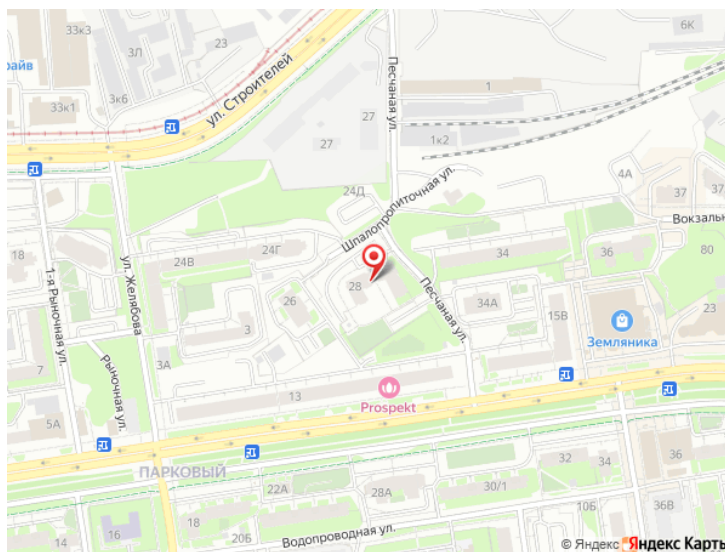 33к3
3Л
23
6К
райв
33к1
3к6
ул. Строителей
27
27
Песчаная ул.
1
1к2
24Д
Шпалопропиточная ул.
4А
37
37
Вокзальн
18
1-я Рыночная ул.
ул. Желябова
24В
24Г
28
26
3
34
36
80
Песчаная ул.
34А
15В
Земляника
23
7
Рыночная ул.
3А
5А
13
Prospekt
ПАРКОВЫЙ
22А
28А
30/1
32
34
36
16
18
20Б
Водопроводная ул.
10Б
36В
© Яндекс Яндекс Карты